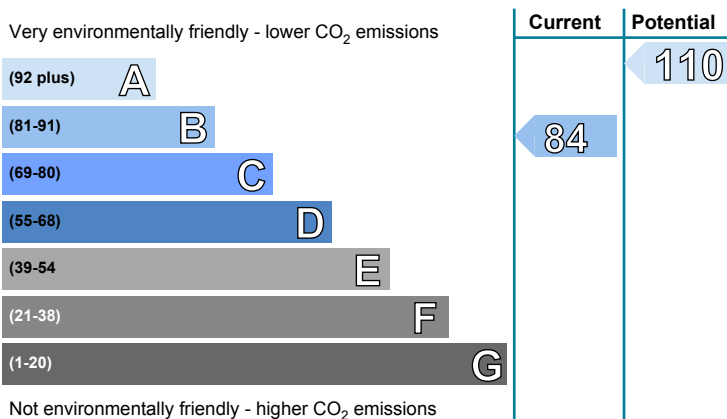 Very environmentally friendly - lower CO2 emissions
Current
Potential
(92 plus) A
110
(81-91) B
84
(69-80) C
(55-68) D
(39-54 E
(21-38) F
(1-20) G
Not environmentally friendly - higher CO2 emissions